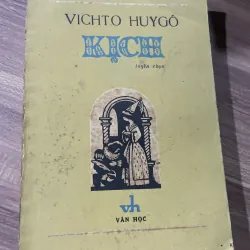 VICHTO HUYGÔ
KỊCH
tuyển chọn
vh
VĂN HỌC